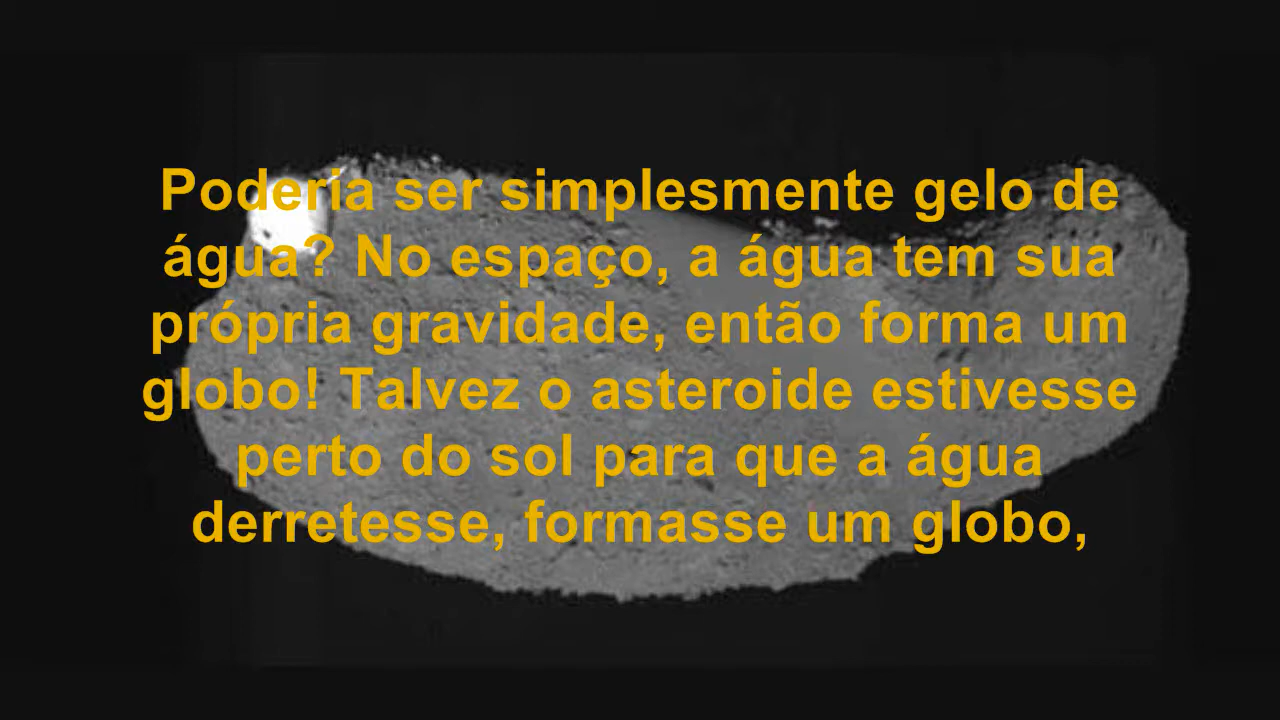 Poderia ser simplesmente gelo de
água? No espaço, a água tem sua
própria gravidade, então forma um
globo! Talvez o asteroide estivesse
perto do sol para que a água
derretesse, formasse um globo,